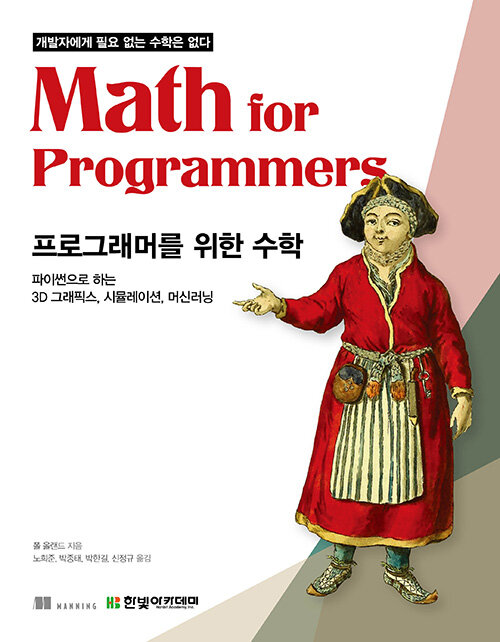 개발자에게 필요 없는 수학은 없다
Math for
Programmers
프로그래머를 위한 수학
파이썬으로 하는
3D 그래픽스, 시뮬레이션, 머신러닝
폴 올랜드 지음
노희준, 박중태, 박한길, 신정규 옮김
MANNING
HB 한빛아카데미
Hanbit Academy, Inc.